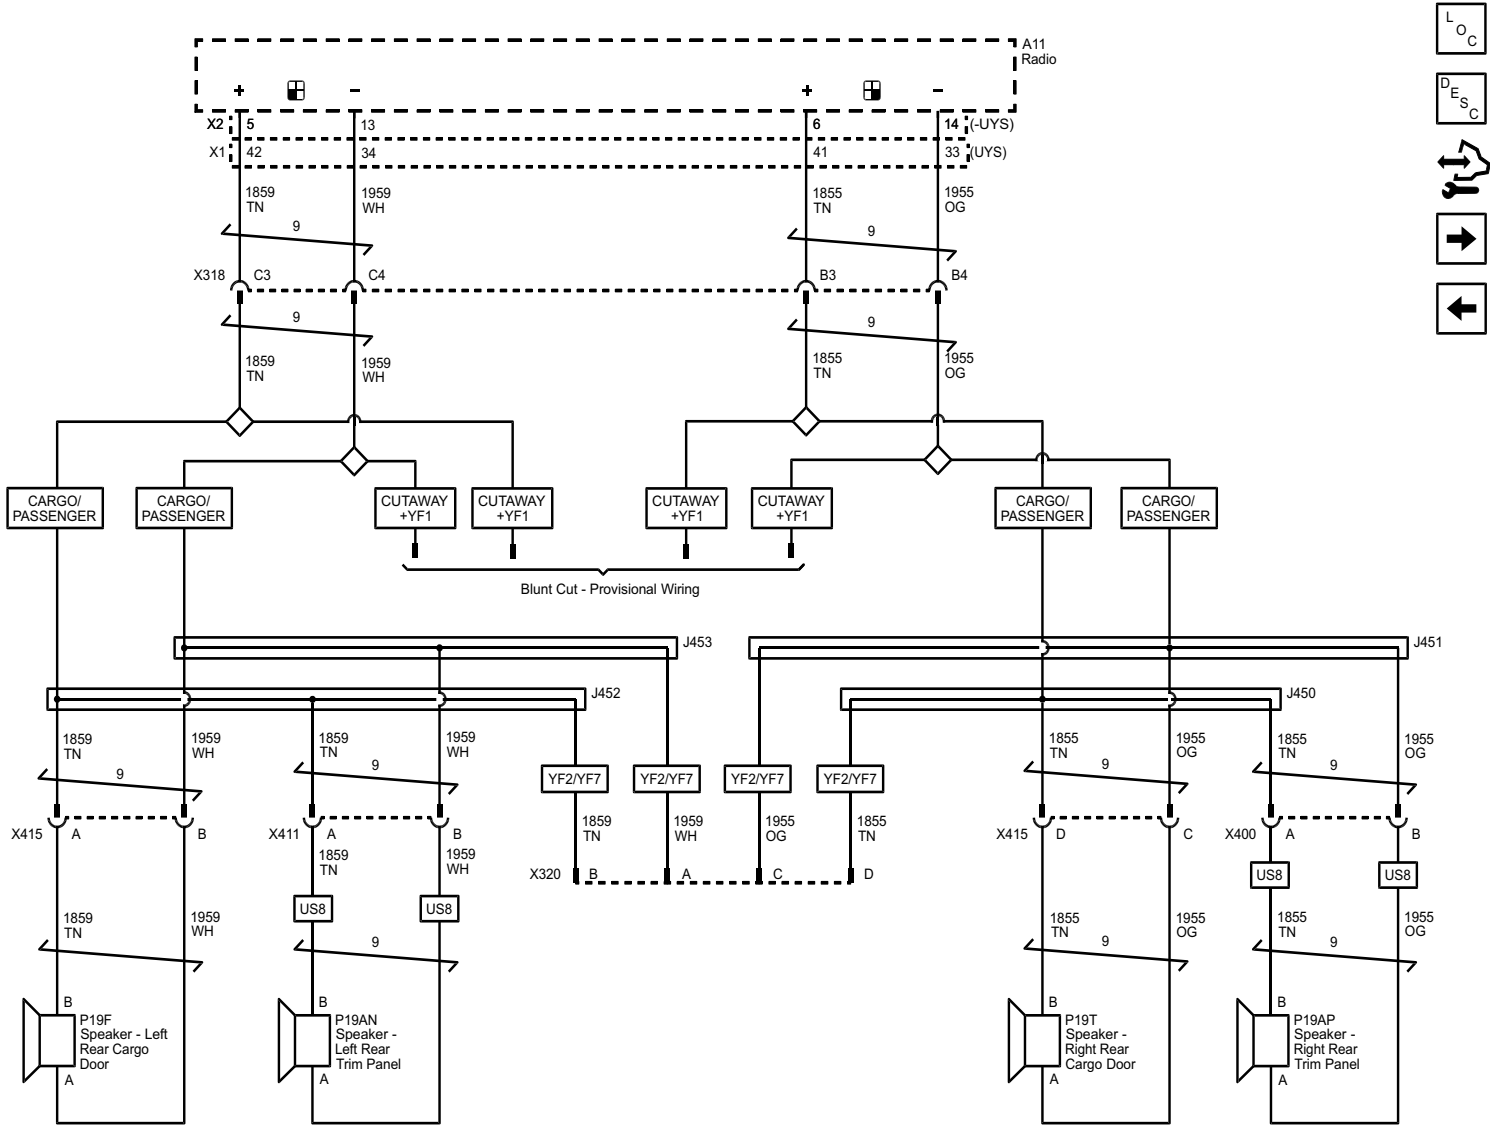 A11
Radio
+ − + −
X2 5 13 6 14 (-UYS)
X1 42 34 41 33 (UYS)
1859 1959 1855 1955
TN WH TN OG
9 9
X318 C3 C4 B3 B4
9 9
1859 1959 1855 1955
TN WH TN OG
CARGO/ CARGO/ CUTAWAY CUTAWAY CUTAWAY CUTAWAY CARGO/ CARGO/
PASSENGER PASSENGER +YF1 +YF1 +YF1 +YF1 PASSENGER PASSENGER
Blunt Cut - Provisional Wiring
J453 J451
J452 J450
1859 1959 1859 1959 1855 1955 1855 1955
TN WH TN WH TN OG TN OG
9 9 9 9
YF2/YF7 YF2/YF7 YF2/YF7 YF2/YF7
1859 1959 1955 1855
TN WH OG TN
X415 A B X411 A B X415 D C X400 A B
1859 1959
TN WH
X320 B A C D
US8 US8 US8 US8
1859 1959 1855 1955 1855 1955
TN WH TN OG TN OG
9 9 9 9
B B B B
P19F
Speaker - Left
Rear Cargo
Door
P19AN
Speaker -
Left Rear
Trim Panel
P19T
Speaker -
Right Rear
Cargo Door
P19AP
Speaker -
Right Rear
Trim Panel
A A A A
L
O
C
D
E
S
C